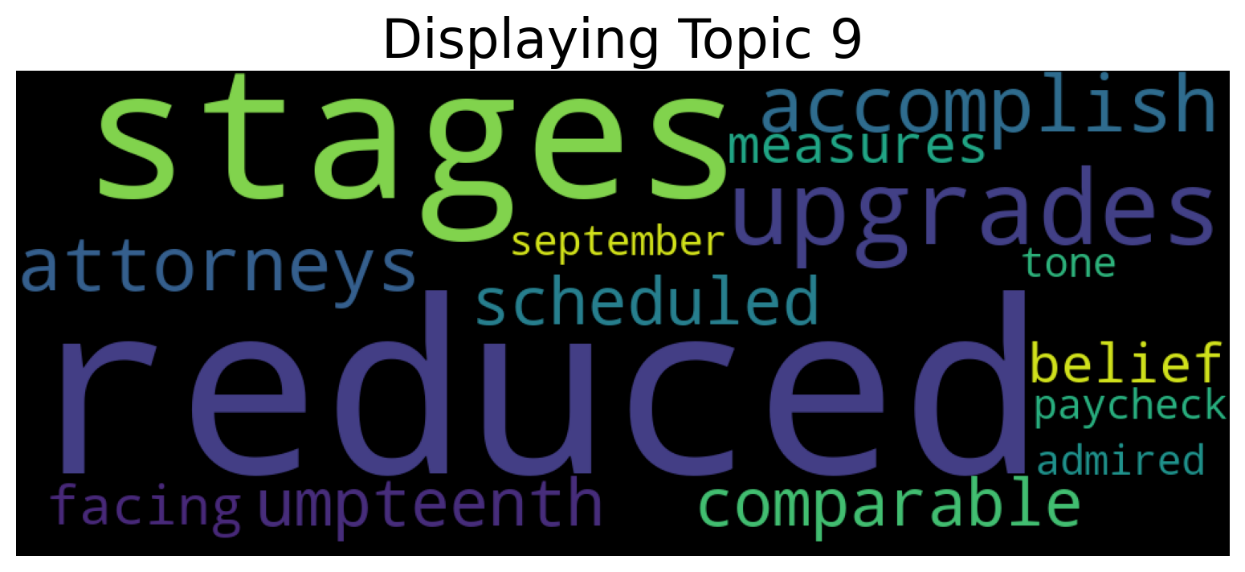 Displaying Topic 9
stages
accomplish
measures
upgrades
september
attorneys
tone
scheduled
reduced
belief
paycheck
admired
facing
umpteenth
comparable